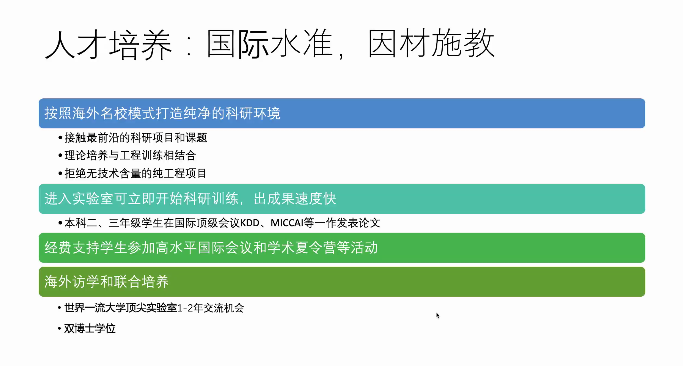 人才培养：国际水准，因材施教
按照海外名校模式打造纯净的科研环境
•接触最前沿的科研项目和课题
•理论培养与工程训练相结合
•拒绝无技术含量的纯工程项目
进入实验室可立即开始科研训练，出成果速度快
•本科二、三年级学生在国际顶级会议KDD、MICCAI等一作发表论文
经费支持学生参加高水平国际会议和学术夏令营等活动
海外访学和联合培养
•世界一流大学顶尖实验室1-2年交流机会
•双博士学位